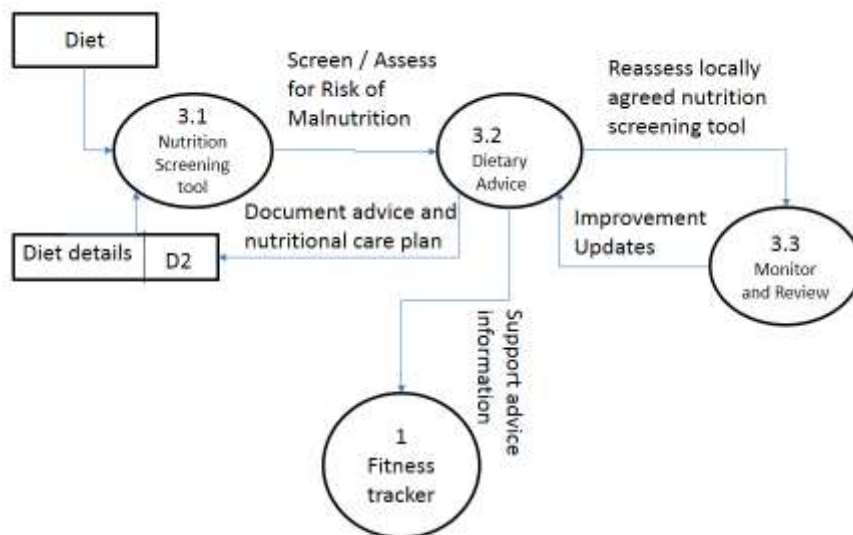 Diet
3.1
Nutrition
Screening
tool
Screen / Assess
for Risk of
Malnutrition
3.2
Dietary
Advice
Reassess locally
agreed nutrition
screening tool
Diet details
D2
Document advice and
nutritional care plan
Improvement
Updates
3.3
Monitor
and Review
Support advice
information
1
Fitness
tracker